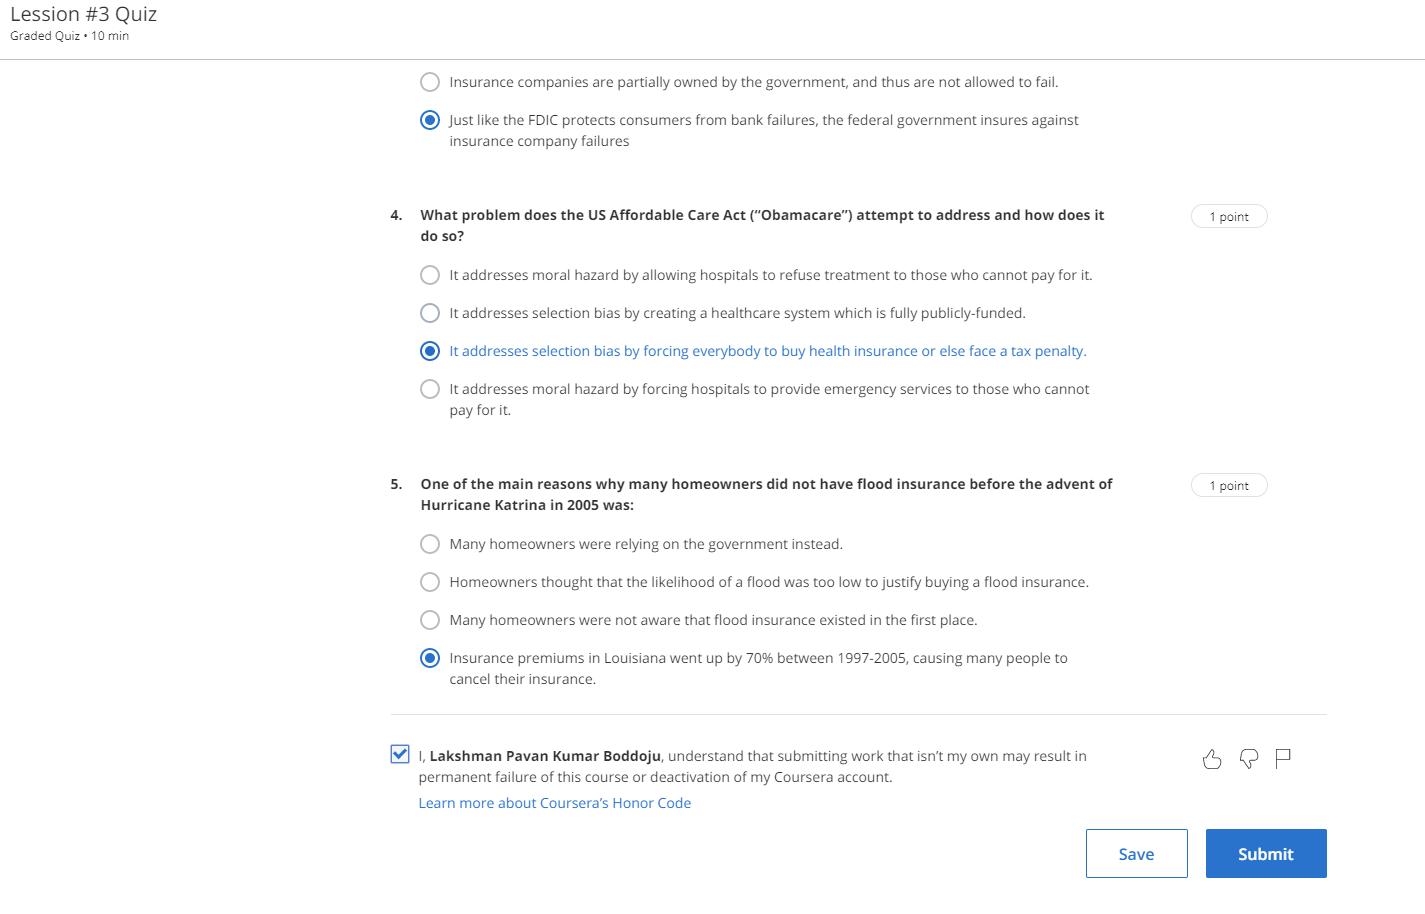 Lession #3 Quiz
Graded Quiz • 10 min
Insurance companies are partially owned by the government, and thus are not allowed to fail.
Just like the FDIC protects consumers from bank failures, the federal government insures against
insurance company failures
4. What problem does the US Affordable Care Act (“Obamacare”) attempt to address and how does it
do so?
1 point
It addresses moral hazard by allowing hospitals to refuse treatment to those who cannot pay for it.
It addresses selection bias by creating a healthcare system which is fully publicly-funded.
It addresses selection bias by forcing everybody to buy health insurance or else face a tax penalty.
It addresses moral hazard by forcing hospitals to provide emergency services to those who cannot
pay for it.
5. One of the main reasons why many homeowners did not have flood insurance before the advent of
Hurricane Katrina in 2005 was:
1 point
Many homeowners were relying on the government instead.
Homeowners thought that the likelihood of a flood was too low to justify buying a flood insurance.
Many homeowners were not aware that flood insurance existed in the first place.
Insurance premiums in Louisiana went up by 70% between 1997-2005, causing many people to
cancel their insurance.
I, Lakshman Pavan Kumar Boddoju, understand that submitting work that isn’t my own may result in
permanent failure of this course or deactivation of my Coursera account.
Learn more about Coursera’s Honor Code
Save
Submit